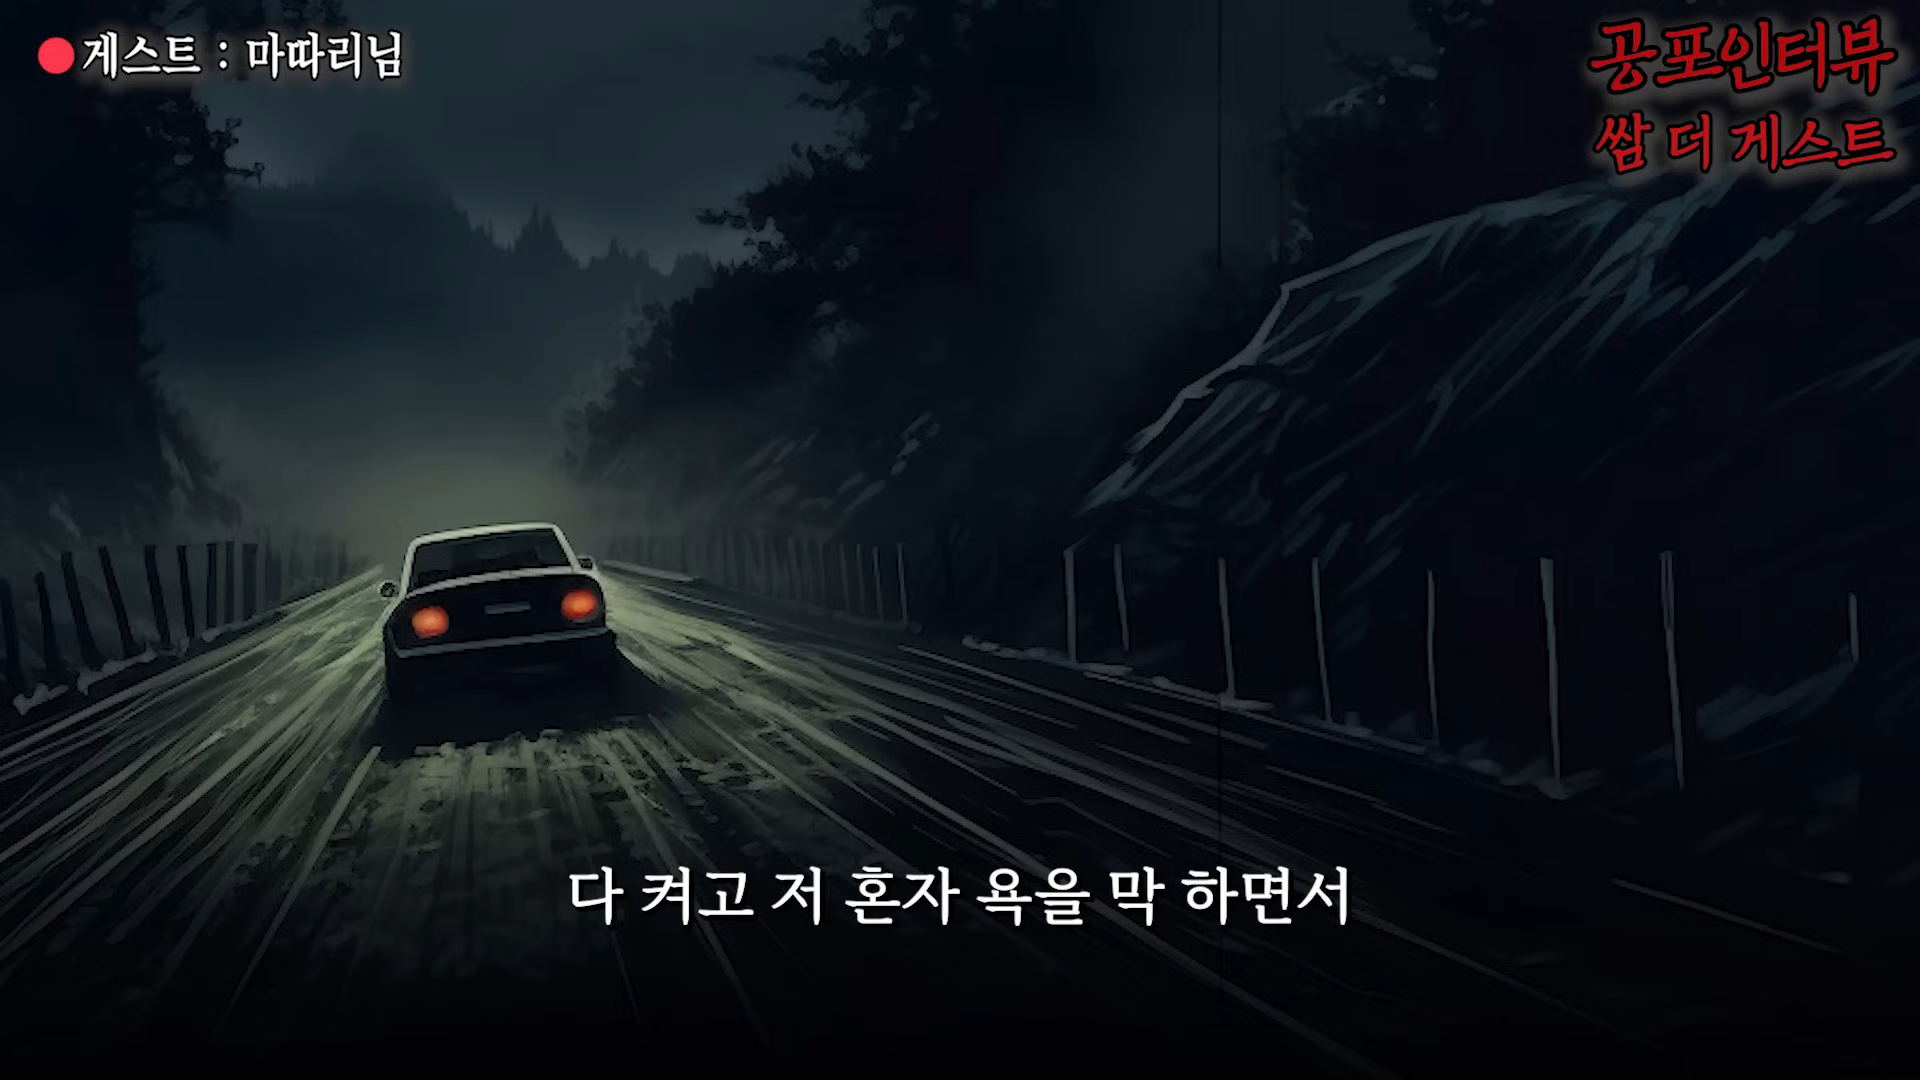 게스트 : 마따리님
공포인터뷰
쌈 더 게스트
다 켜고 저 혼자 욕을 막 하면서